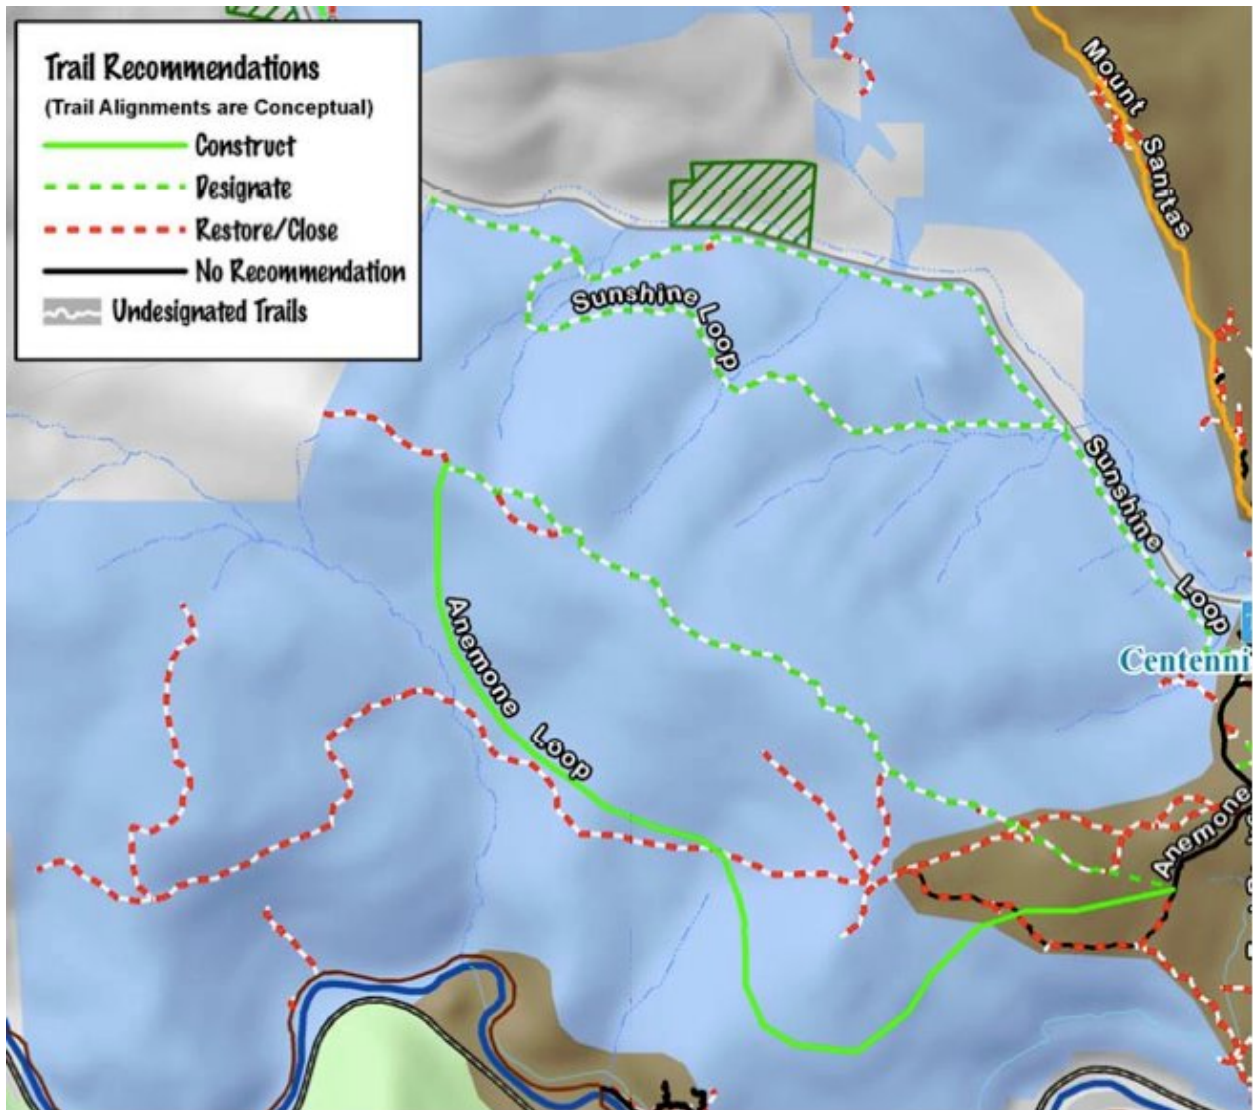 Trail Recommendations
(Trail Alignments are Conceptual)
Construct
Designate
Restore/Close
No Recommendation
Undesignated Trails
Mount Sanitas
Sunshine Loop
Sunshine Loop
Centenni
Anemone Loop
Anemone